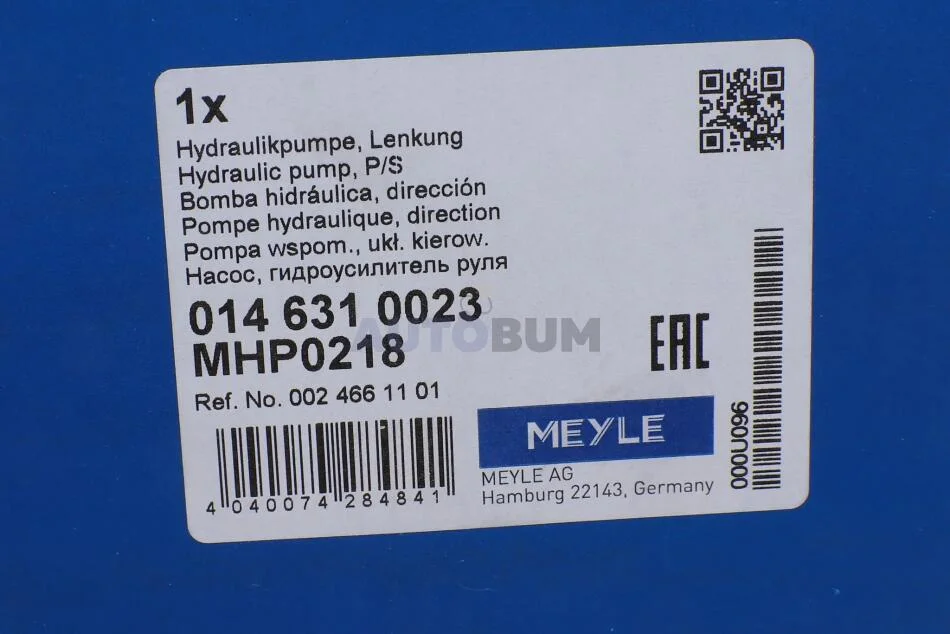 1x
Hydraulikpumpe, Lenkung
Hydraulic pump, P/S
Bomba hidráulica, dirección
Pompe hydraulique, direction
Pompa wspom., ukł. kierow.
Насос, гидроусилитель руля
014 631 0023
MHP0218
AUTOBUM
Ref. No. 002 466 11 01
EAC
MEYLE
MEYLE AG
Hamburg 22143, Germany
4 040074 284841
000U096